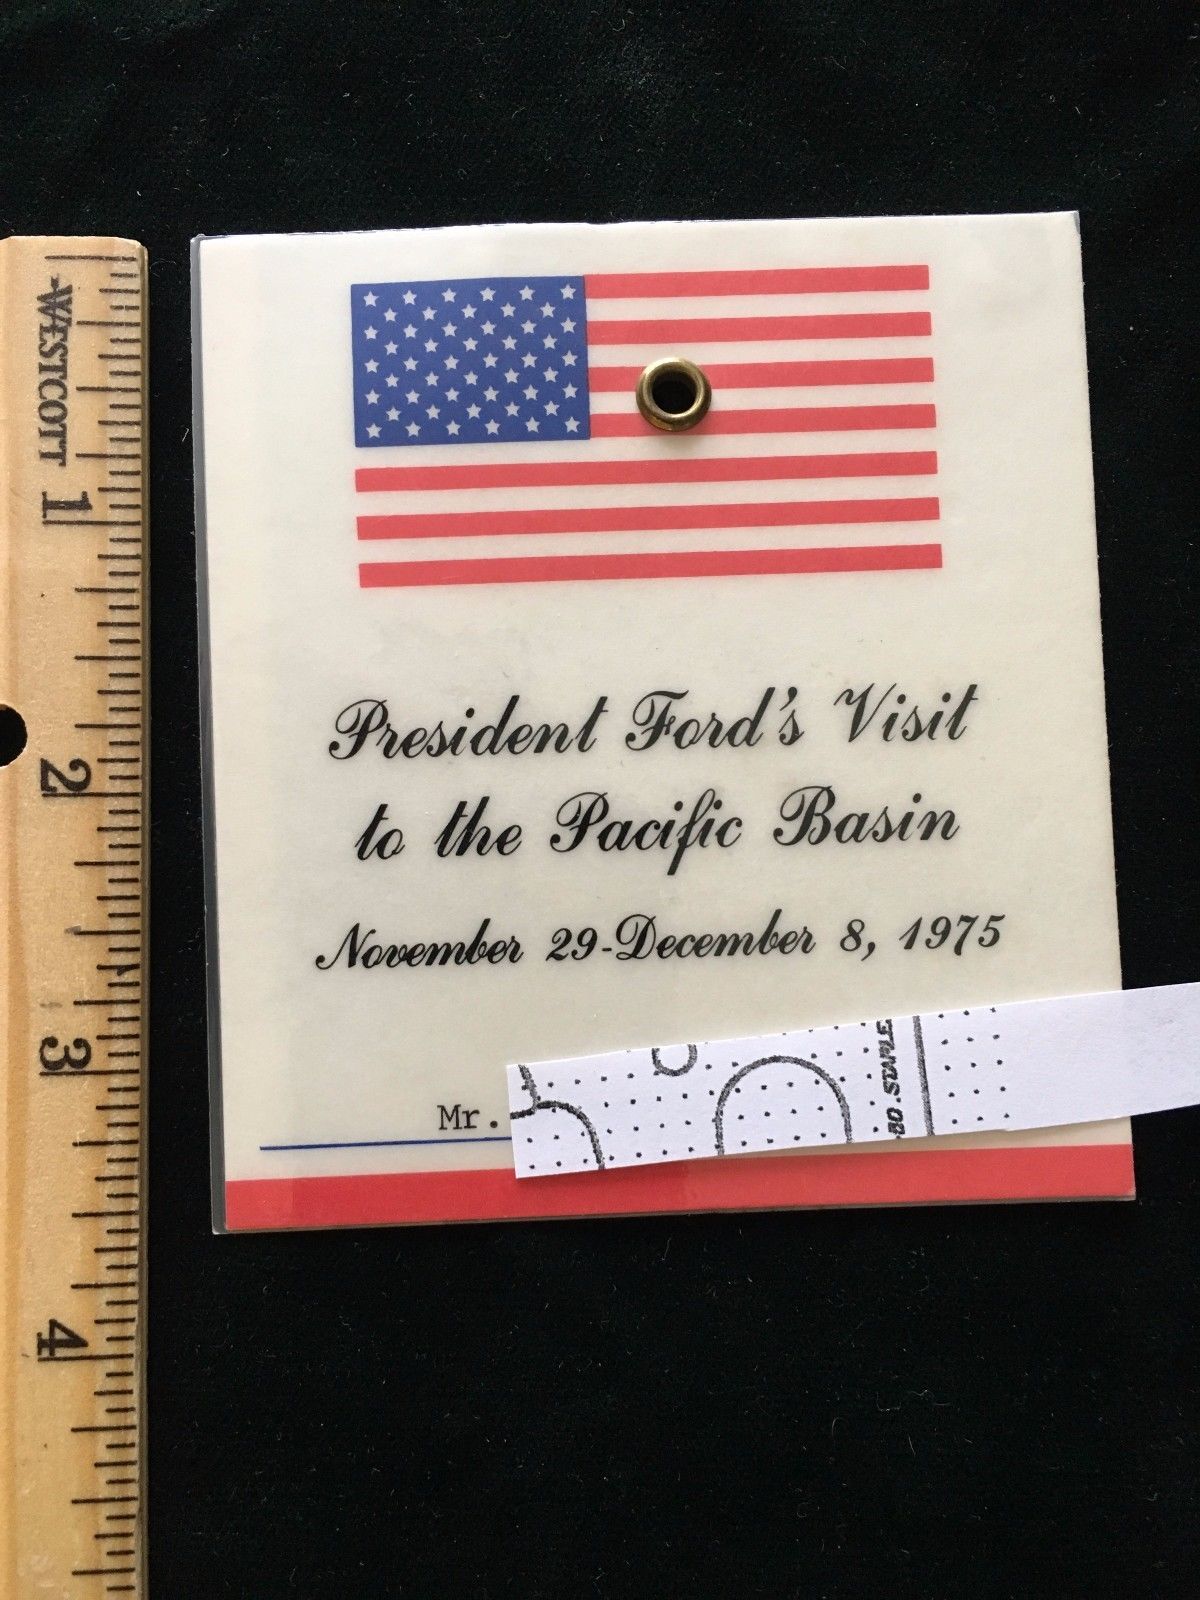 WESTCOTT
1
2
3
4
President Ford's Visit
to the Pacific Basin
November 29-December 8, 1975
Mr.